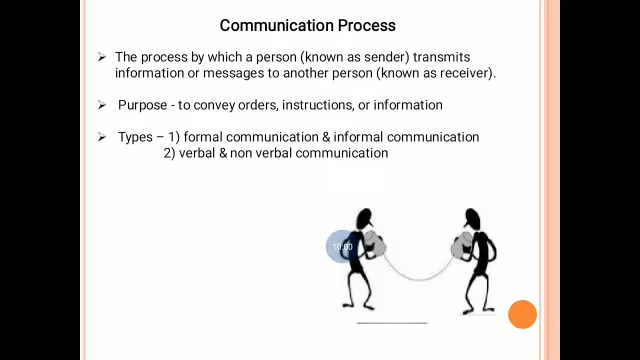 Communication Process
➢ The process by which a person (known as sender) transmits
information or messages to another person (known as receiver).
➢ Purpose - to convey orders, instructions, or information
➢ Types – 1) formal communication & informal communication
2) verbal & non verbal communication
10:00